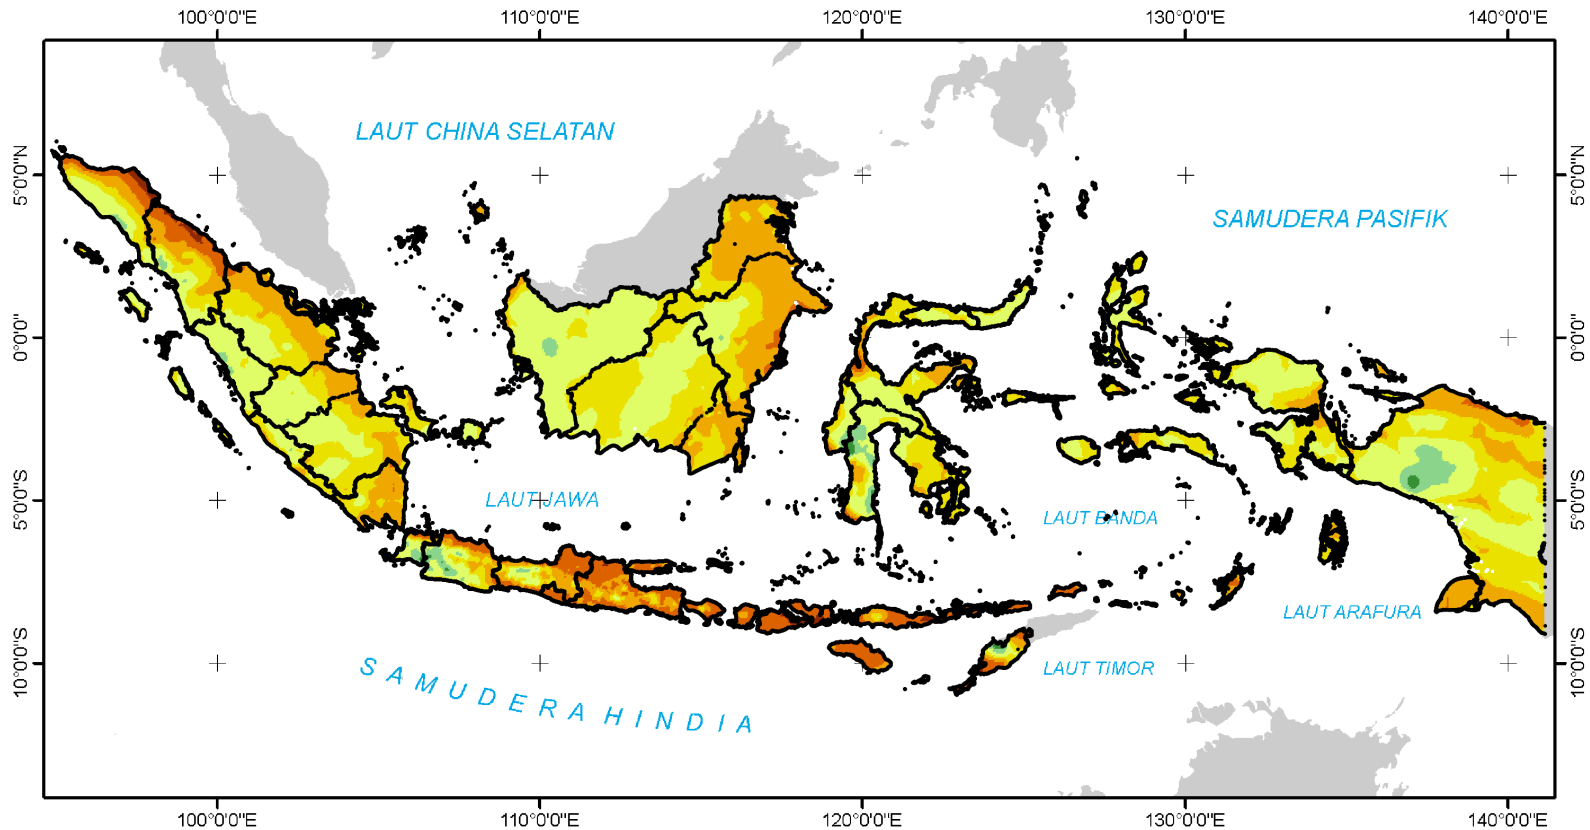 100°0'0"E 110°0'0"E 120°0'0"E 130°0'0"E 140°0'0"E
LAUT CHINA SELATAN
5°0'0"N 5°0'0"N
SAMUDERA PASIFIK
0°0'0" 0°0'0"
LAUT JAWA
5°0'0"S 5°0'0"S
LAUT BANDA
LAUT ARAFURA
10°0'0"S 10°0'0"S
LAUT TIMOR
SAMUDERA HINDIA
100°0'0"E 110°0'0"E 120°0'0"E 130°0'0"E 140°0'0"E